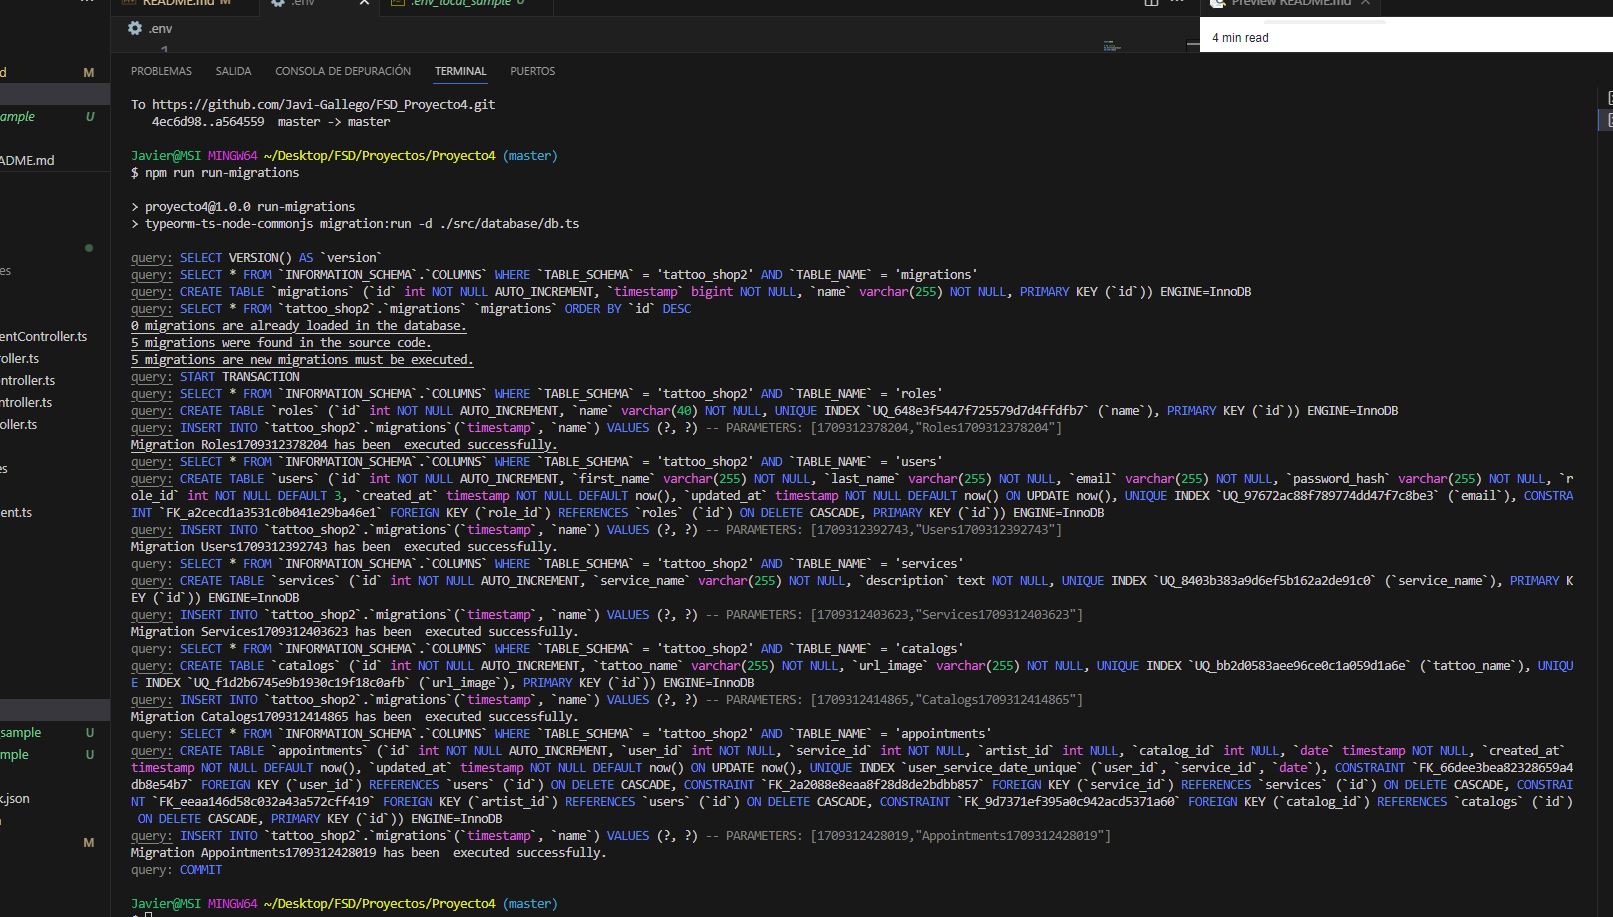 README.md M
.env
.env_local_sample U
Preview README.md
.env
1
4 min read
M
ample U
ADME.md
es
entController.ts
roller.ts
ontroller.ts
ntroller.ts
oller.ts
es
ent.ts
sample U
mple U
k.json
M
PROBLEMAS SALIDA CONSOLA DE DEPURACIÓN TERMINAL PUERTOS
To https://github.com/Javi-Gallego/FSD_Proyecto4.git
4ec6d98..a564559 master -> master
Javier@MSI MINGW64 ~/Desktop/FSD/Proyectos/Proyecto4 (master)
$ npm run run-migrations
> proyecto4@1.0.0 run-migrations
> typeorm-ts-node-commonjs migration:run -d ./src/database/db.ts
query: SELECT VERSION() AS `version`
query: SELECT * FROM `INFORMATION_SCHEMA`.`COLUMNS` WHERE `TABLE_SCHEMA` = 'tattoo_shop2' AND `TABLE_NAME` = 'migrations'
query: CREATE TABLE `migrations` (`id` int NOT NULL AUTO_INCREMENT, `timestamp` bigint NOT NULL, `name` varchar(255) NOT NULL, PRIMARY KEY (`id`)) ENGINE=InnoDB
query: SELECT * FROM `tattoo_shop2`.`migrations` `migrations` ORDER BY `id` DESC
0 migrations are already loaded in the database.
5 migrations were found in the source code.
5 migrations are new migrations must be executed.
query: START TRANSACTION
query: SELECT * FROM `INFORMATION_SCHEMA`.`COLUMNS` WHERE `TABLE_SCHEMA` = 'tattoo_shop2' AND `TABLE_NAME` = 'roles'
query: CREATE TABLE `roles` (`id` int NOT NULL AUTO_INCREMENT, `name` varchar(40) NOT NULL, UNIQUE INDEX `UQ_648e3f5447f725579d7d4ffdfb7` (`name`), PRIMARY KEY (`id`)) ENGINE=InnoDB
query: INSERT INTO `tattoo_shop2`.`migrations`(`timestamp`, `name`) VALUES (?, ?) -- PARAMETERS: [1709312378204,"Roles1709312378204"]
Migration Roles1709312378204 has been  executed successfully.
query: SELECT * FROM `INFORMATION_SCHEMA`.`COLUMNS` WHERE `TABLE_SCHEMA` = 'tattoo_shop2' AND `TABLE_NAME` = 'users'
query: CREATE TABLE `users` (`id` int NOT NULL AUTO_INCREMENT, `first_name` varchar(255) NOT NULL, `last_name` varchar(255) NOT NULL, `email` varchar(255) NOT NULL, `password_hash` varchar(255) NOT NULL, `r
ole_id` int NOT NULL DEFAULT 3, `created_at` timestamp NOT NULL DEFAULT now(), `updated_at` timestamp NOT NULL DEFAULT now() ON UPDATE now(), UNIQUE INDEX `UQ_97672ac88f789774dd47f7c8be3` (`email`), CONSTRA
INT `FK_a2cecd1a3531c0b041e29ba46e1` FOREIGN KEY (`role_id`) REFERENCES `roles` (`id`) ON DELETE CASCADE, PRIMARY KEY (`id`)) ENGINE=InnoDB
query: INSERT INTO `tattoo_shop2`.`migrations`(`timestamp`, `name`) VALUES (?, ?) -- PARAMETERS: [1709312392743,"Users1709312392743"]
Migration Users1709312392743 has been  executed successfully.
query: SELECT * FROM `INFORMATION_SCHEMA`.`COLUMNS` WHERE `TABLE_SCHEMA` = 'tattoo_shop2' AND `TABLE_NAME` = 'services'
query: CREATE TABLE `services` (`id` int NOT NULL AUTO_INCREMENT, `service_name` varchar(255) NOT NULL, `description` text NOT NULL, UNIQUE INDEX `UQ_8403b383a9d6ef5b162a2de91c0` (`service_name`), PRIMARY K
EY (`id`)) ENGINE=InnoDB
query: INSERT INTO `tattoo_shop2`.`migrations`(`timestamp`, `name`) VALUES (?, ?) -- PARAMETERS: [1709312403623,"Services1709312403623"]
Migration Services1709312403623 has been  executed successfully.
query: SELECT * FROM `INFORMATION_SCHEMA`.`COLUMNS` WHERE `TABLE_SCHEMA` = 'tattoo_shop2' AND `TABLE_NAME` = 'catalogs'
query: CREATE TABLE `catalogs` (`id` int NOT NULL AUTO_INCREMENT, `tattoo_name` varchar(255) NOT NULL, `url_image` varchar(255) NOT NULL, UNIQUE INDEX `UQ_bb2d0583aee96ce0c1a059d1a6e` (`tattoo_name`), UNIQU
E INDEX `UQ_f1d2b6745e9b1930c19f18c0afb` (`url_image`), PRIMARY KEY (`id`)) ENGINE=InnoDB
query: INSERT INTO `tattoo_shop2`.`migrations`(`timestamp`, `name`) VALUES (?, ?) -- PARAMETERS: [1709312414865,"Catalogs1709312414865"]
Migration Catalogs1709312414865 has been  executed successfully.
query: SELECT * FROM `INFORMATION_SCHEMA`.`COLUMNS` WHERE `TABLE_SCHEMA` = 'tattoo_shop2' AND `TABLE_NAME` = 'appointments'
query: CREATE TABLE `appointments` (`id` int NOT NULL AUTO_INCREMENT, `user_id` int NOT NULL, `service_id` int NOT NULL, `artist_id` int NULL, `catalog_id` int NULL, `date` timestamp NOT NULL, `created_at`
timestamp NOT NULL DEFAULT now(), `updated_at` timestamp NOT NULL DEFAULT now() ON UPDATE now(), UNIQUE INDEX `user_service_date_unique` (`user_id`, `service_id`, `date`), CONSTRAINT `FK_66dee3bea82328659a4
db8e54b7` FOREIGN KEY (`user_id`) REFERENCES `users` (`id`) ON DELETE CASCADE, CONSTRAINT `FK_2a2088e8eaa8f28d8de2bdbb857` FOREIGN KEY (`service_id`) REFERENCES `services` (`id`) ON DELETE CASCADE, CONSTRAI
NT `FK_eeaa146d58c032a43a572cff419` FOREIGN KEY (`artist_id`) REFERENCES `users` (`id`) ON DELETE CASCADE, CONSTRAINT `FK_9d7371ef395a0c942acd5371a60` FOREIGN KEY (`catalog_id`) REFERENCES `catalogs` (`id`)
ON DELETE CASCADE, PRIMARY KEY (`id`)) ENGINE=InnoDB
query: INSERT INTO `tattoo_shop2`.`migrations`(`timestamp`, `name`) VALUES (?, ?) -- PARAMETERS: [1709312428019,"Appointments1709312428019"]
Migration Appointments1709312428019 has been  executed successfully.
query: COMMIT
Javier@MSI MINGW64 ~/Desktop/FSD/Proyectos/Proyecto4 (master)
$